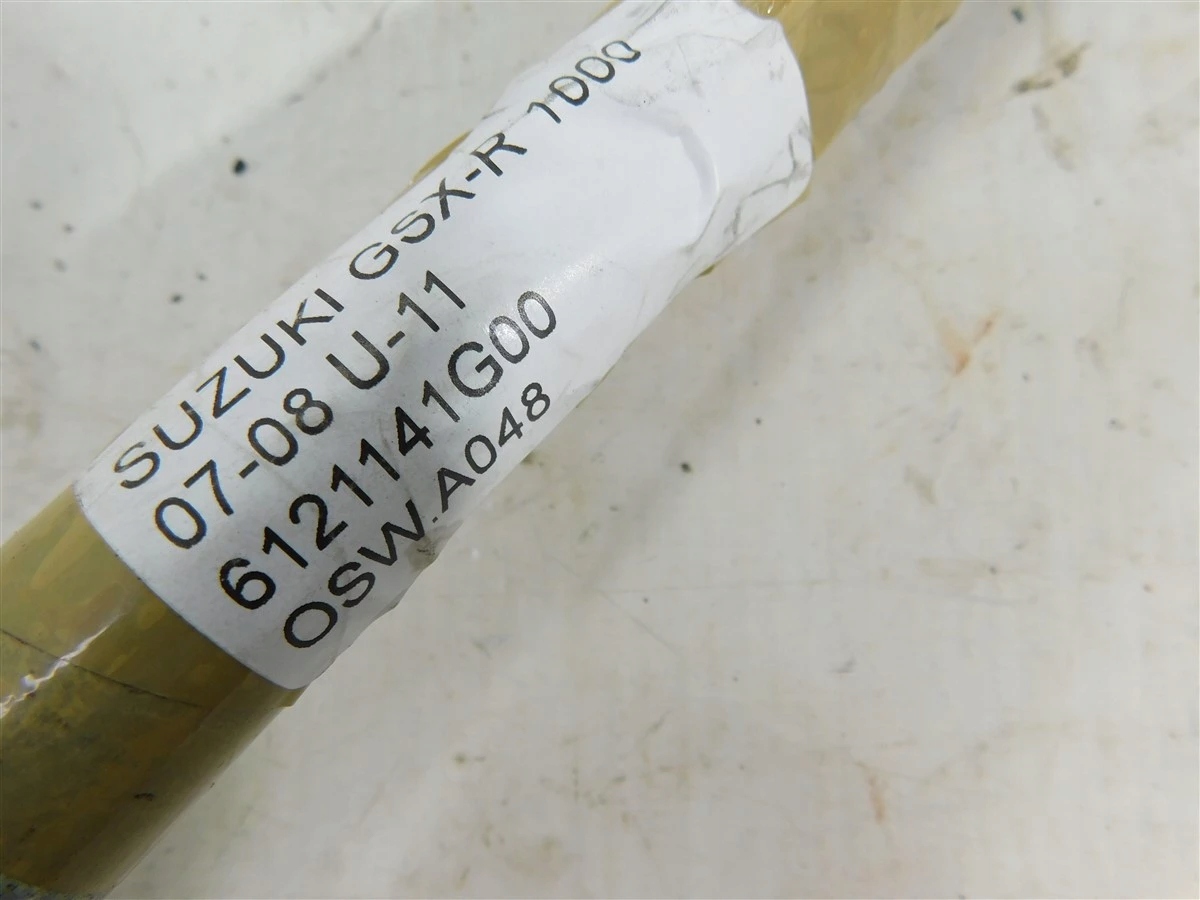 SUZUKI GSX-R 1000
07-08 U-11
6121141G00
OSW.A048